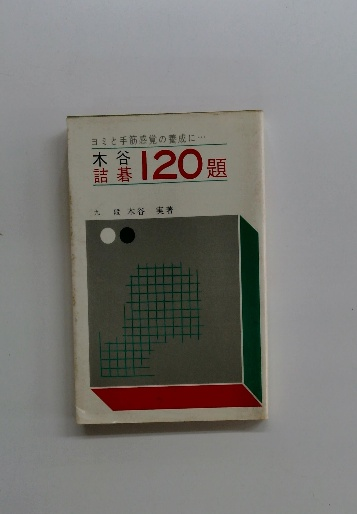 ヨミと手筋感覚の養成に…
木谷
詰碁 120題
九段 木谷 実著